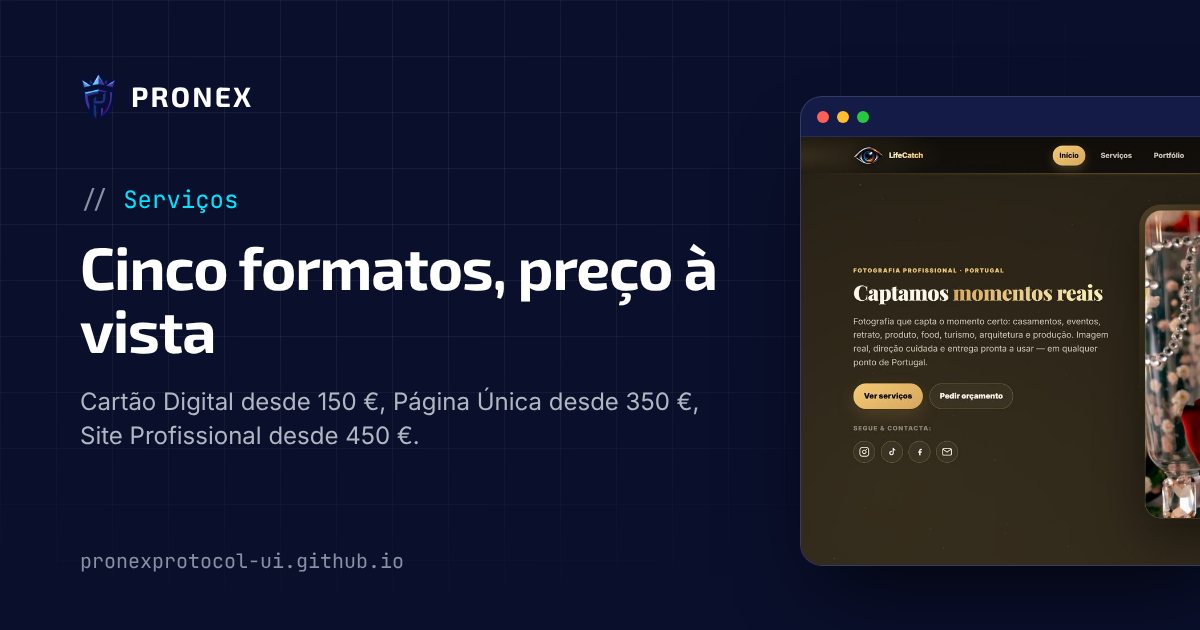 PRONEX
// Serviços
Cinco formatos, preço à
vista
Cartão Digital desde 150 €, Página Única desde 350 €,
Site Profissional desde 450 €.
pronexprotocol-ui.github.io
LifeCatch
Início
Serviços
Portfólio
FOTOGRAFIA PROFISSIONAL · PORTUGAL
Captamos momentos reais
Fotografia que capta o momento certo: casamentos, eventos,
retrato, produto, food, turismo, arquitetura e produção. Imagem
real, direção cuidada e entrega pronta a usar — em qualquer
ponto de Portugal.
Ver serviços
Pedir orçamento
SEGUE & CONTACTA: